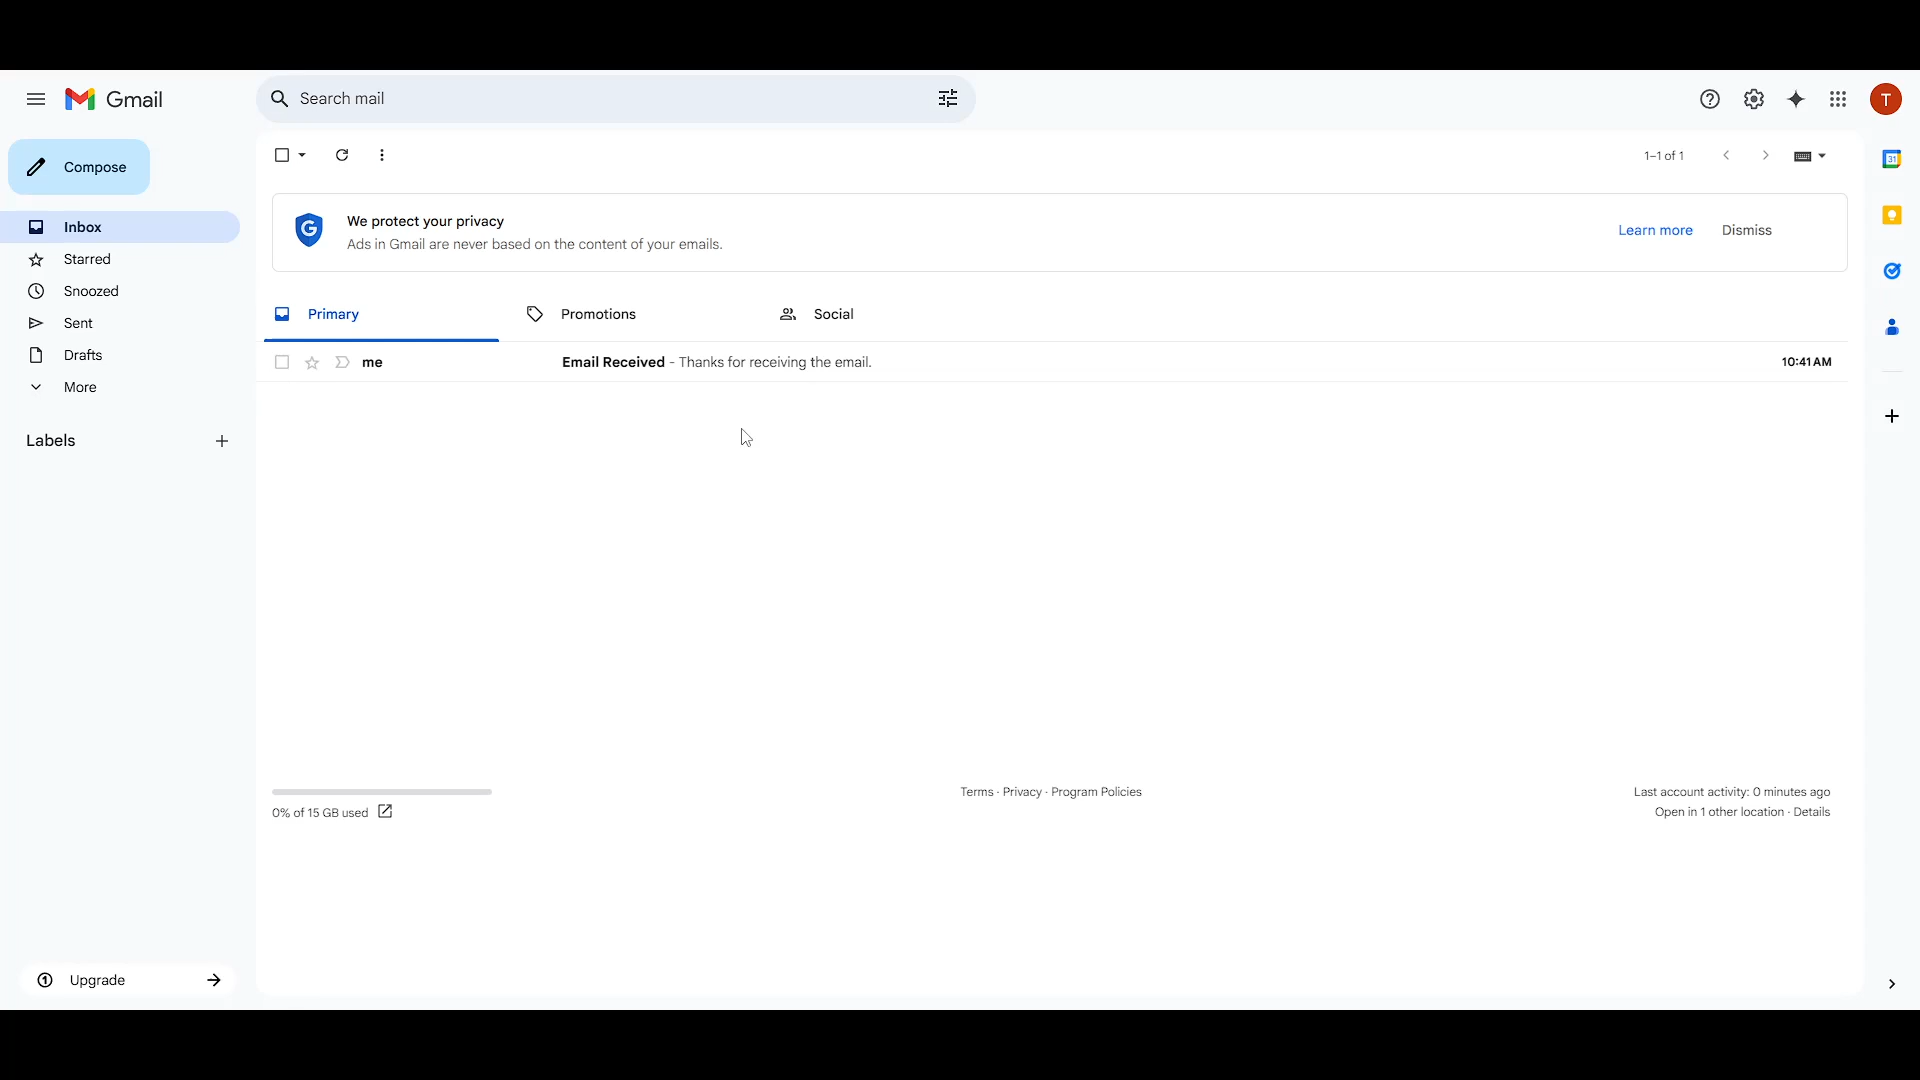 Gmail
Search mail
T
Compose
1–1 of 1
31
Inbox
G
We protect your privacy
Ads in Gmail are never based on the content of your emails.
Learn more
Dismiss
Starred
Snoozed
Sent
Primary
Promotions
Social
Drafts
me
Email Received - Thanks for receiving the email.
10:41 AM
More
Labels
Terms · Privacy · Program Policies
Last account activity: 0 minutes ago
0% of 15 GB used
Open in 1 other location · Details
1
Upgrade